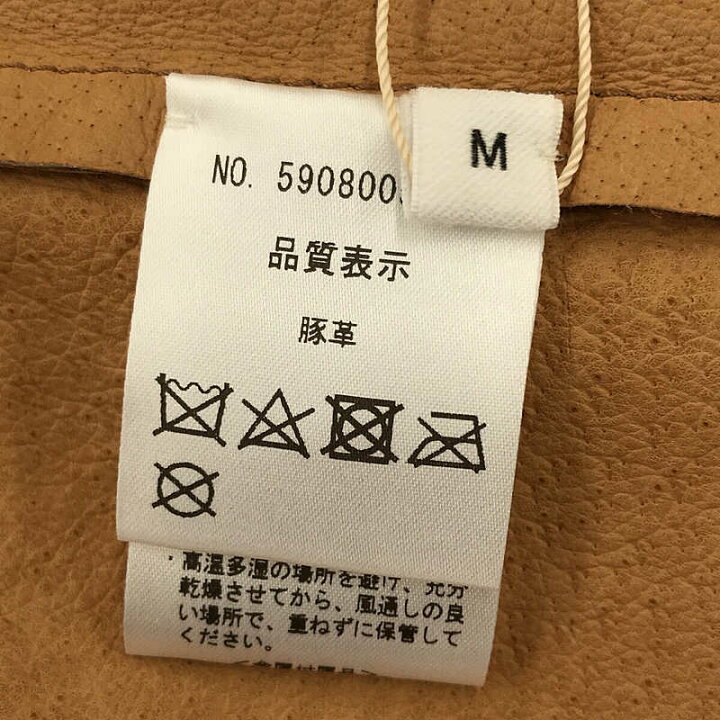 M
NO. 590800
品質表示
豚革
・高温多湿の場所を避け、充分
乾燥させてから、風通しの良
い場所で、重ねずに保管して
ください。